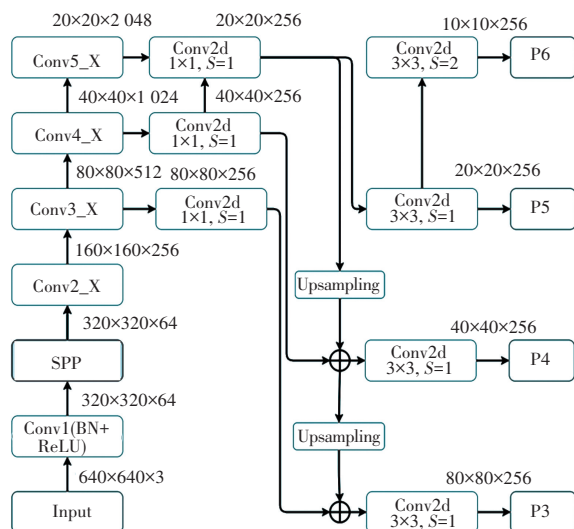 20×20×2 048
20×20×256
10×10×256
Conv5_X
Conv2d
1×1, S=1
Conv2d
3×3, S=2
P6
40×40×1 024
40×40×256
Conv4_X
Conv2d
1×1, S=1
80×80×512
80×80×256
20×20×256
Conv3_X
Conv2d
1×1, S=1
Conv2d
3×3, S=1
P5
160×160×256
Conv2_X
Upsampling
320×320×64
40×40×256
SPP
Conv2d
3×3, S=1
P4
320×320×64
Conv1(BN+
ReLU)
Upsampling
640×640×3
80×80×256
Input
Conv2d
3×3, S=1
P3